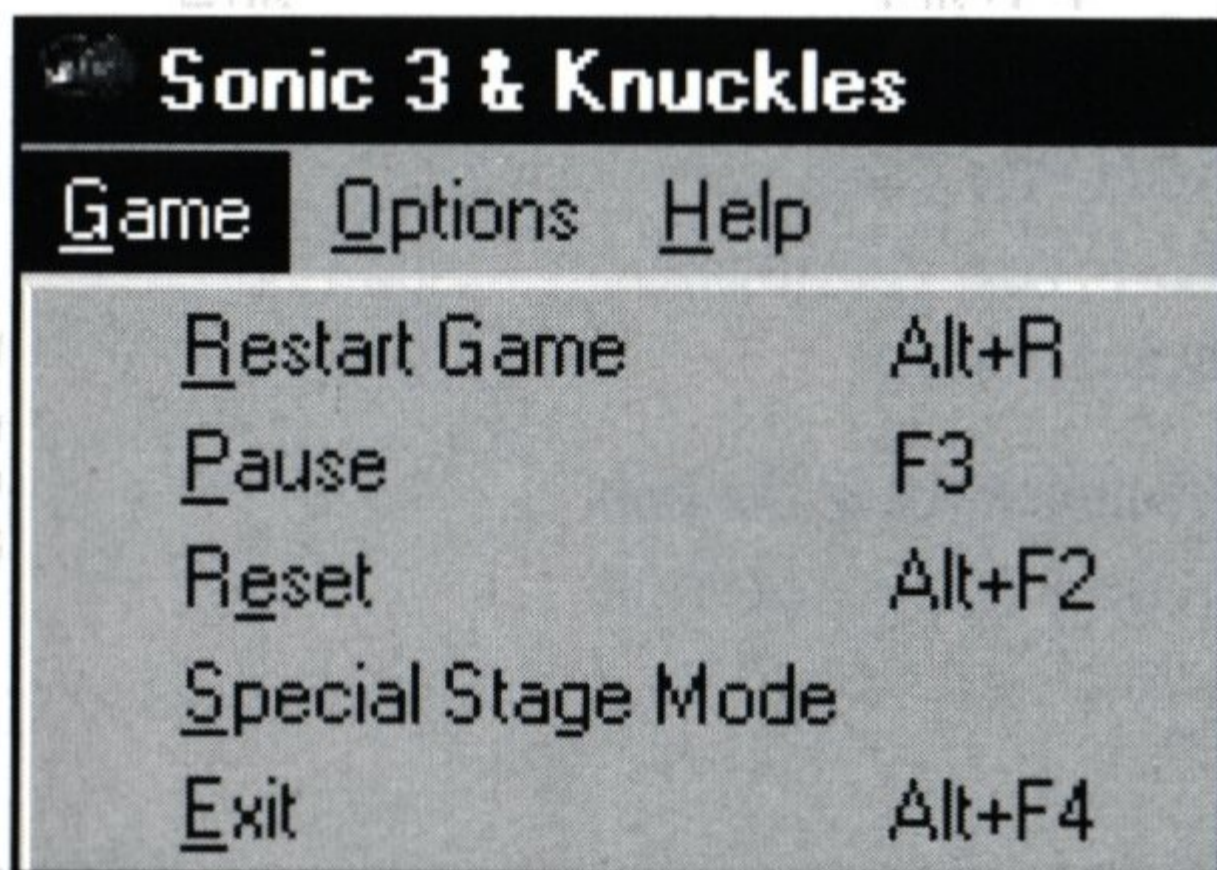 Sonic 3 & Knuckles
Game Options Help
Restart Game Alt+R
Pause F3
Reset Alt+F2
Special Stage Mode
Exit Alt+F4